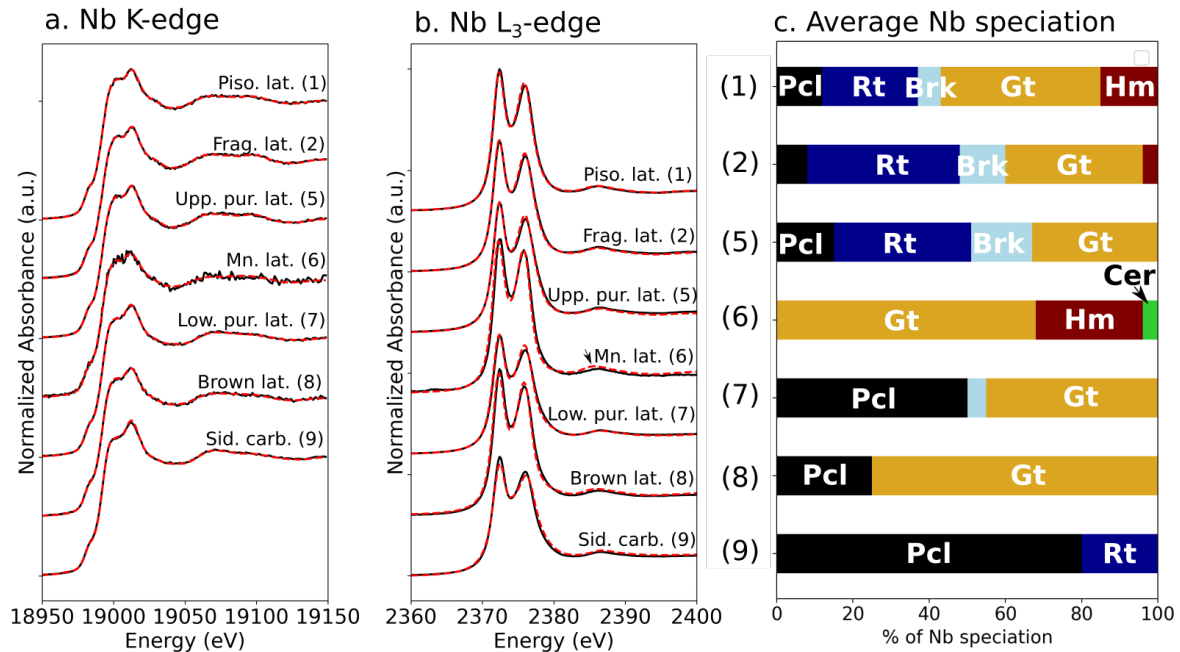 a. Nb K-edge
Normalized Absorbance (a.u.)
Piso. lat. (1)
Frag. lat. (2)
Upp. pur. lat. (5)
Mn. lat. (6)
Low. pur. lat. (7)
Brown lat. (8)
Sid. carb. (9)
18950 19000 19050 19100 19150
Energy (eV)
b. Nb L3-edge
Normalized Absorbance (a.u.)
Piso. lat. (1)
Frag. lat. (2)
Upp. pur. lat. (5)
Mn. lat. (6)
Low. pur. lat. (7)
Brown lat. (8)
Sid. carb. (9)
2360 2370 2380 2390 2400
Energy (eV)
c. Average Nb speciation
(1) Pcl Rt Brk Gt Hm
(2) Rt Brk Gt
(5) Pcl Rt Brk Gt
Cer
(6) Gt Hm
(7) Pcl Gt
(8) Pcl Gt
(9) Pcl Rt
0 20 40 60 80 100
% of Nb speciation